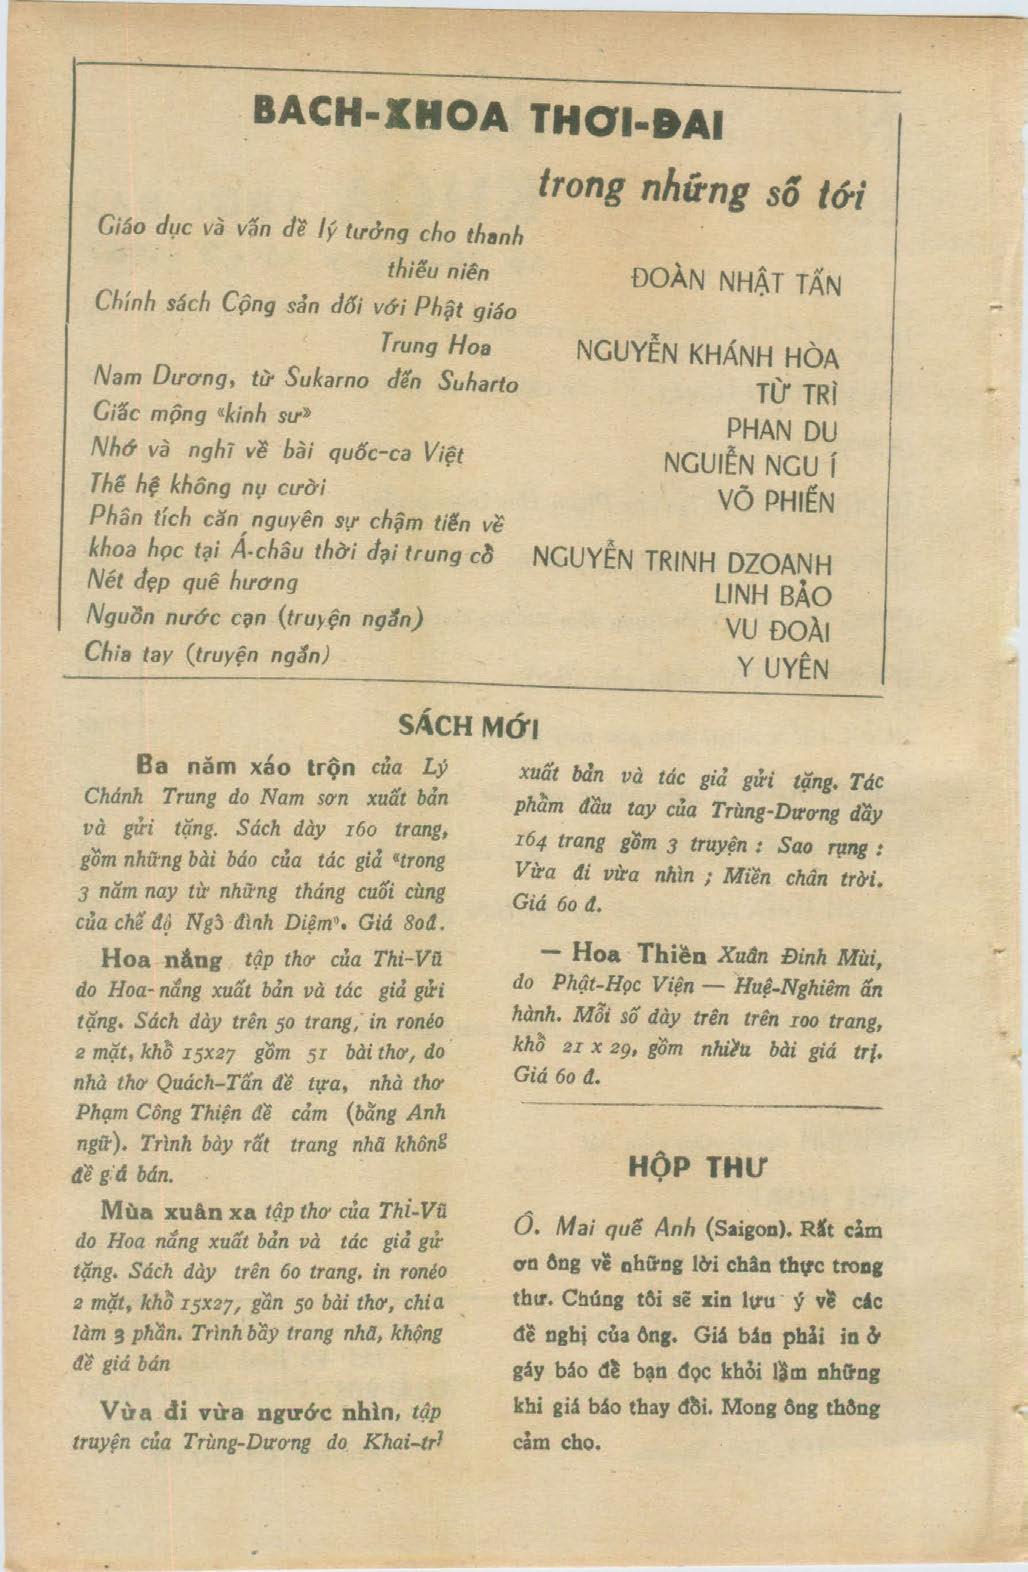 BACH-KHOA THƠI-ĐAI
trong những số tới
Giáo dục và vấn đề lý tưởng cho thanh
thiếu niên ĐOÀN NHẬT TẤN
Chính sách Cộng sản đối với Phật giáo
Trung Hoa NGUYỄN KHÁNH HÒA
Nam Dương, từ Sukarno đến Suharto TỪ TRÌ
Giấc mộng «kinh sư» PHAN DU
Nhớ và nghĩ về bài quốc-ca Việt NGUIỄN NGU Í
Thế hệ không nụ cười VÕ PHIẾN
Phân tích căn nguyên sự chậm tiến về
khoa học tại Á-châu thời đại trung cổ NGUYỄN TRINH DZOANH
Nét đẹp quê hương LINH BẢO
Nguồn nước cạn (truyện ngắn) VU ĐOÀI
Chia tay (truyện ngắn) Y UYÊN
SÁCH MỚI
Ba năm xáo trộn của Lý
Chánh Trung do Nam sơn xuất bản
và gửi tặng. Sách dày 160 trang,
gồm những bài báo của tác giả «trong
3 năm nay từ những tháng cuối cùng
của chế độ Ngô đình Diệm». Giá 80đ.
Hoa nắng tập thơ của Thi-Vũ
do Hoa-nắng xuất bản và tác giả gửi
tặng. Sách dày trên 50 trang, in ronéo
2 mặt, khổ 15x27 gồm 51 bài thơ, do
nhà thơ Quách-Tấn đề tựa, nhà thơ
Phạm Công Thiện đề cảm (bằng Anh
ngữ). Trình bày rất trang nhã không
đề giá bán.
Mùa xuân xa tập thơ của Thi-Vũ
do Hoa nắng xuất bản và tác giả gử
tặng. Sách dày trên 60 trang. in ronéo
2 mặt, khổ 15x27, gần 50 bài thơ, chia
làm 3 phần. Trình bầy trang nhã, không
đề giá bán
Vừa đi vừa ngước nhìn, tập
truyện của Trùng-Dương do Khai-trí
xuất bản và tác giả gửi tặng. Tác
phầm đầu tay của Trùng-Dương dầy
164 trang gồm 3 truyện : Sao rụng :
Vừa đi vừa nhìn ; Miền chân trời.
Giá 60 đ.
— Hoa Thiền Xuân Đinh Mùi,
do Phật-Học Viện — Huệ-Nghiêm ấn
hành. Mỗi số dày trên trên 100 trang,
khổ 21 x 29, gồm nhiều bài giá trị.
Giá 60 đ.
HỘP THƯ
Ô. Mai quế Anh (Saigon). Rất cảm
ơn ông về những lời chân thực trong
thư. Chúng tôi sẽ xin lưu ý về các
đề nghị của ông. Giá bán phải in ở
gáy báo để bạn đọc khỏi lầm những
khi giá báo thay đổi. Mong ông thông
cảm cho.